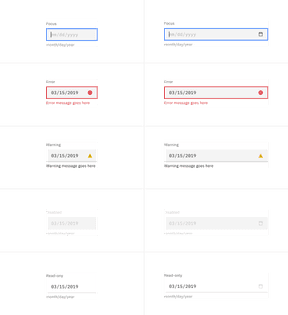 Focus
Focus
mm/dd/yyyy
mm/dd/yyyy
month/day/year
month/day/year
Error
Error
03/15/2019
03/15/2019
Error message goes here
Error message goes here
Warning
Warning
03/15/2019
03/15/2019
Warning message goes here
Warning message goes here
03/15/2019
03/15/2019
Read-only
Read-only
03/15/2019
03/15/2019
month/day/year
month/day/year